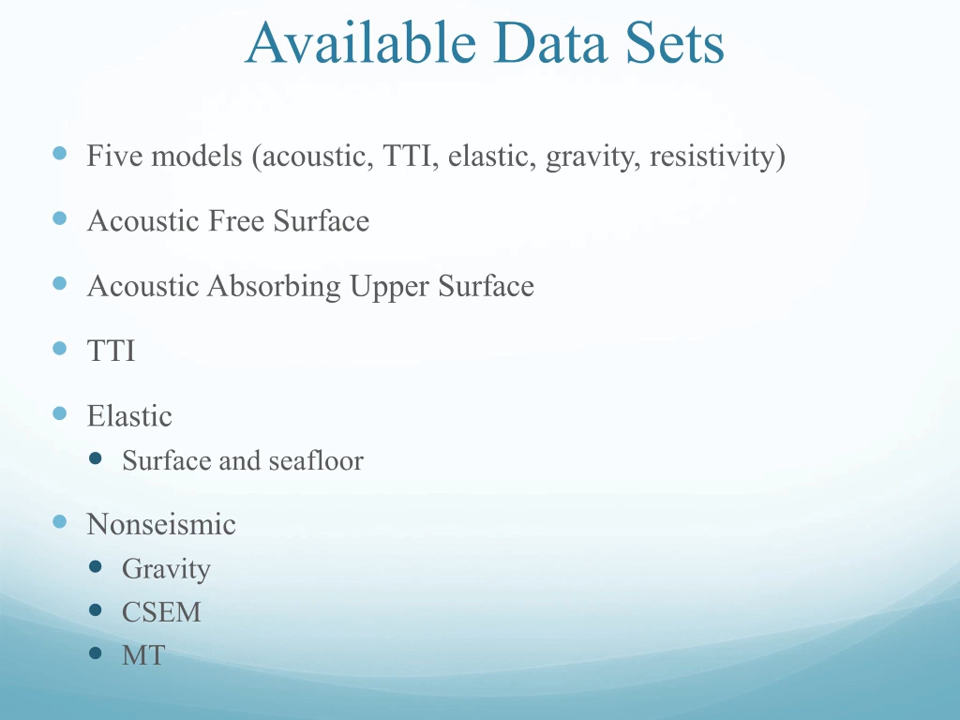 Available Data Sets
Five models (acoustic, TTI, elastic, gravity, resistivity)
Acoustic Free Surface
Acoustic Absorbing Upper Surface
TTI
Elastic
Surface and seafloor
Nonseismic
Gravity
CSEM
MT